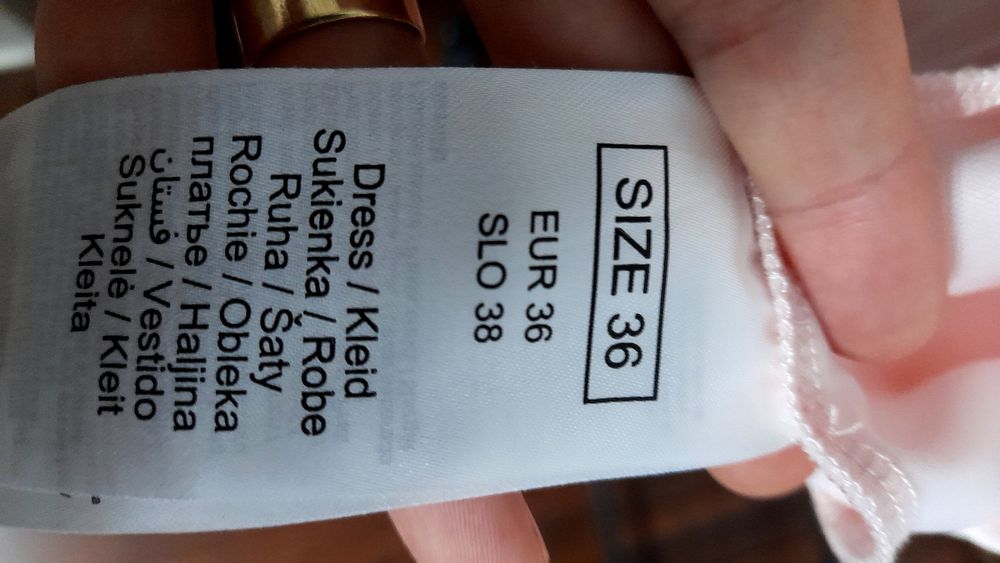 SIZE 36
EUR 36
SLO 38
Dress / Kleid
Sukienka / Robe
Ruha / Šaty
Rochie / Obleka
платье / Haljina
فستان / Vestido
Suknelė / Kleit
Kleita